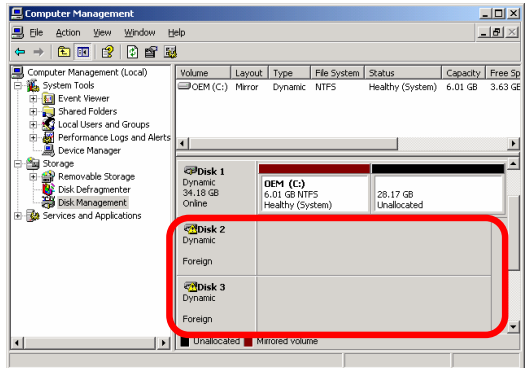 Computer Management
File Action View Window Help
Computer Management (Local)
System Tools
Event Viewer
Shared Folders
Local Users and Groups
Performance Logs and Alerts
Device Manager
Storage
Removable Storage
Disk Defragmenter
Disk Management
Services and Applications
Volume Layout Type File System Status Capacity Free Sp
OEM (C:) Mirror Dynamic NTFS Healthy (System) 6.01 GB 3.63 GB
Disk 1
Dynamic
34.18 GB
Online
OEM (C:)
6.01 GB NTFS
Healthy (System)
28.17 GB
Unallocated
Disk 2
Dynamic
Foreign
Disk 3
Dynamic
Foreign
Unallocated Mirrored volume